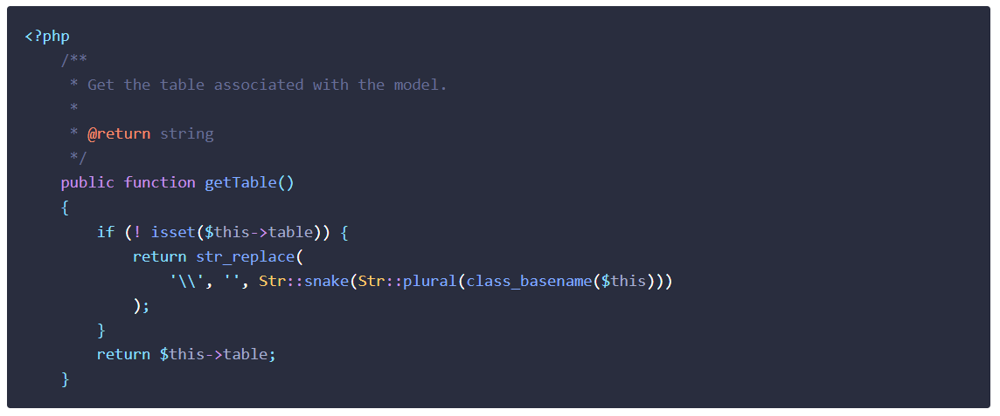 <?php
    /**
     * Get the table associated with the model.
     *
     * @return string
     */
    public function getTable()
    {
        if (! isset($this->table)) {
            return str_replace(
                '\\', '', Str::snake(Str::plural(class_basename($this)))
            );
        }
        return $this->table;
    }